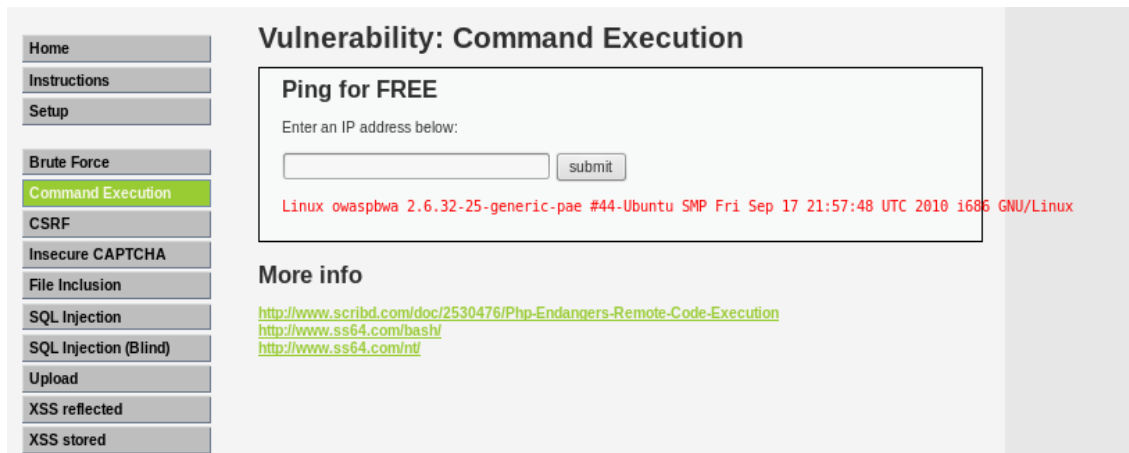 Home
Instructions
Setup
Brute Force
Command Execution
CSRF
Insecure CAPTCHA
File Inclusion
SQL Injection
SQL Injection (Blind)
Upload
XSS reflected
XSS stored
Vulnerability: Command Execution
Ping for FREE
Enter an IP address below:
submit
Linux owaspbwa 2.6.32-25-generic-pae #44-Ubuntu SMP Fri Sep 17 21:57:48 UTC 2010 i686 GNU/Linux
More info
http://www.scribd.com/doc/2530476/Php-Endangers-Remote-Code-Execution
http://www.ss64.com/bash/
http://www.ss64.com/nt/